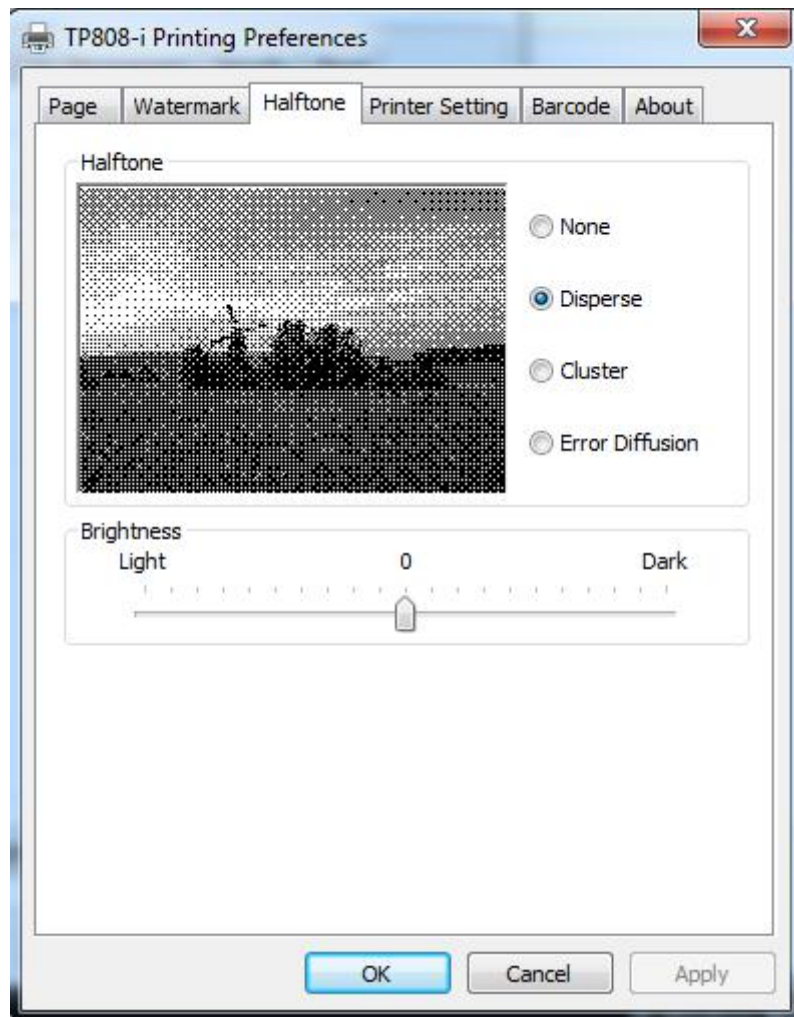 TP808-i Printing Preferences
Page Watermark Halftone Printer Setting Barcode About
Halftone
None
Disperse
Cluster
Error Diffusion
Brightness
Light 0 Dark
OK Cancel Apply